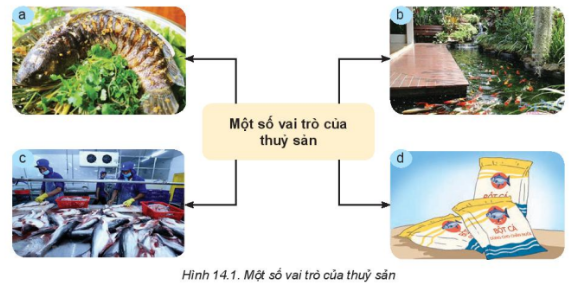 a
b
Một số vai trò của
thuỷ sản
c
d
BỘT CÁ
BỘT CÁ
Hình 14.1. Một số vai trò của thuỷ sản